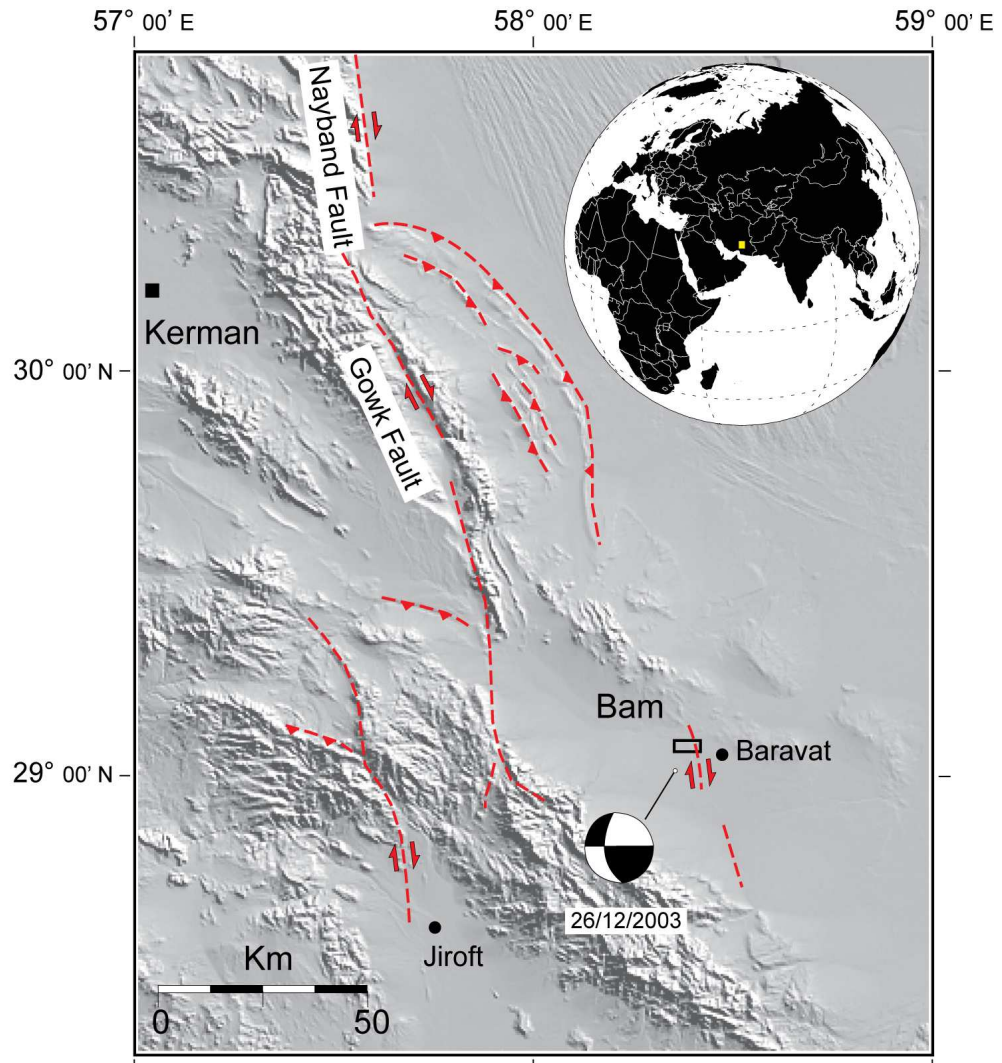 57° 00' E
58° 00' E
59° 00' E
Nayband Fault
Kerman
30° 00' N
Gowk Fault
Bam
Baravat
29° 00' N
26/12/2003
Km
Jiroft
0
50